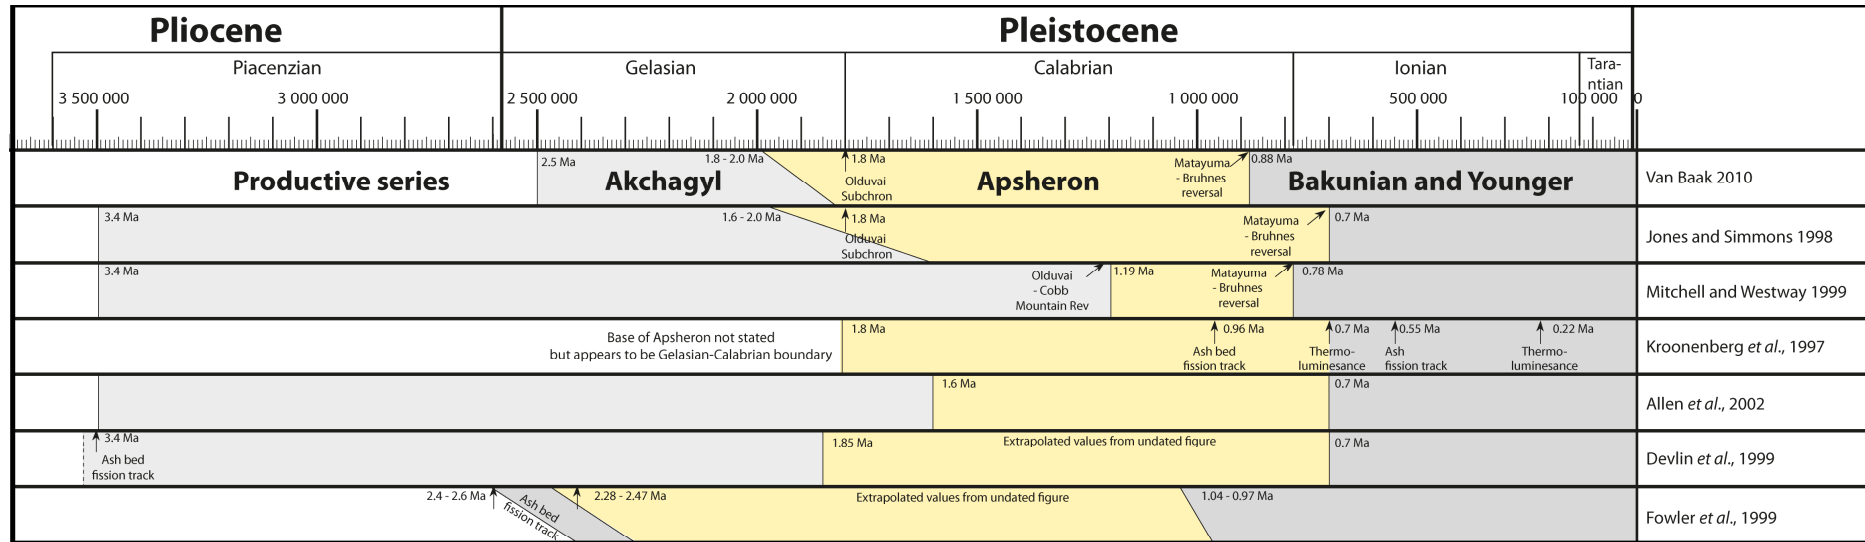 Pliocene
Pleistocene
Piacenzian
Gelasian
Calabrian
Ionian
Tara-
ntian
3 500 000
3 000 000
2 500 000
2 000 000
1 500 000
1 000 000
500 000
100 000
0
Productive series
2.5 Ma
Akchagyl
1.8 - 2.0 Ma
1.8 Ma
Olduvai
Subchron
Apsheron
Matayuma
- Bruhnes
reversal
0.88 Ma
Bakunian and Younger
Van Baak 2010
3.4 Ma
1.6 - 2.0 Ma
1.8 Ma
Olduvai
Subchron
Matayuma
- Bruhnes
reversal
0.7 Ma
Jones and Simmons 1998
3.4 Ma
Olduvai
- Cobb
Mountain Rev
1.19 Ma
Matayuma
- Bruhnes
reversal
0.78 Ma
Mitchell and Westway 1999
Base of Apsheron not stated
but appears to be Gelasian-Calabrian boundary
1.8 Ma
0.96 Ma
Ash bed
fission track
0.7 Ma
Thermo-
luminesance
0.55 Ma
Ash
fission track
0.22 Ma
Thermo-
luminesance
Kroonenberg et al., 1997
1.6 Ma
0.7 Ma
Allen et al., 2002
3.4 Ma
Ash bed
fission track
1.85 Ma
Extrapolated values from undated figure
0.7 Ma
Devlin et al., 1999
2.4 - 2.6 Ma
Ash bed
fission track
2.28 - 2.47 Ma
Extrapolated values from undated figure
1.04 - 0.97 Ma
Fowler et al., 1999